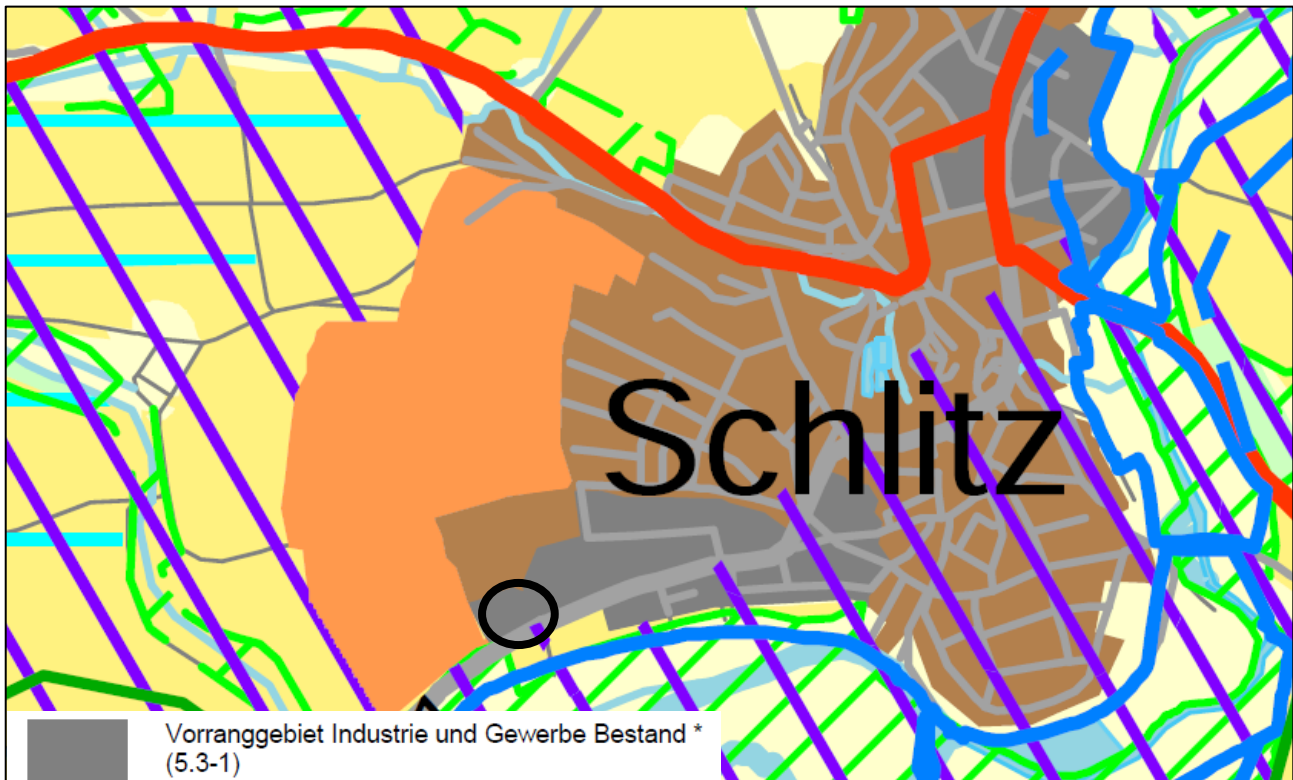 Schlitz
Vorranggebiet Industrie und Gewerbe Bestand *
(5.3-1)